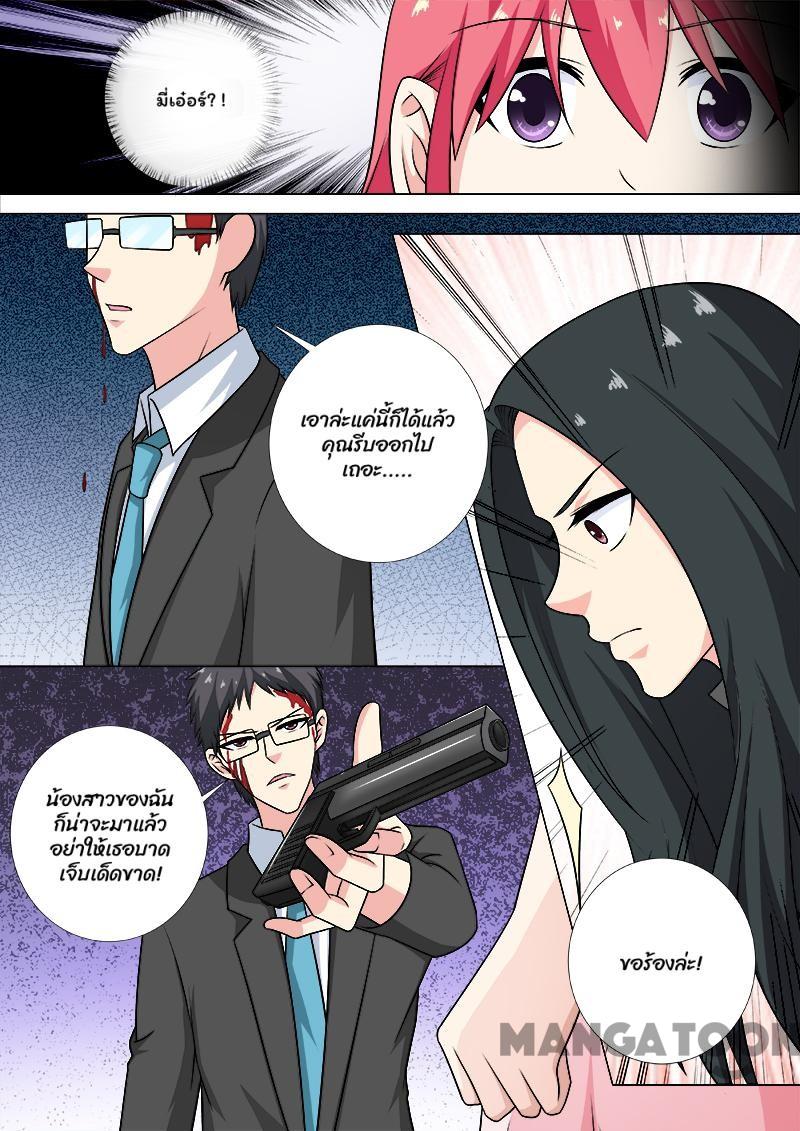 มี่เอ๋อร์?!
เอาล่ะแค่นี้ก็ได้แล้ว
คุณรีบออกไป
เถอะ.....
น้องสาวของฉัน
ก็น่าจะมาแล้ว
อย่าให้เธอบาด
เจ็บเด็ดขาด!
ขอร้องล่ะ!
MANGATOON